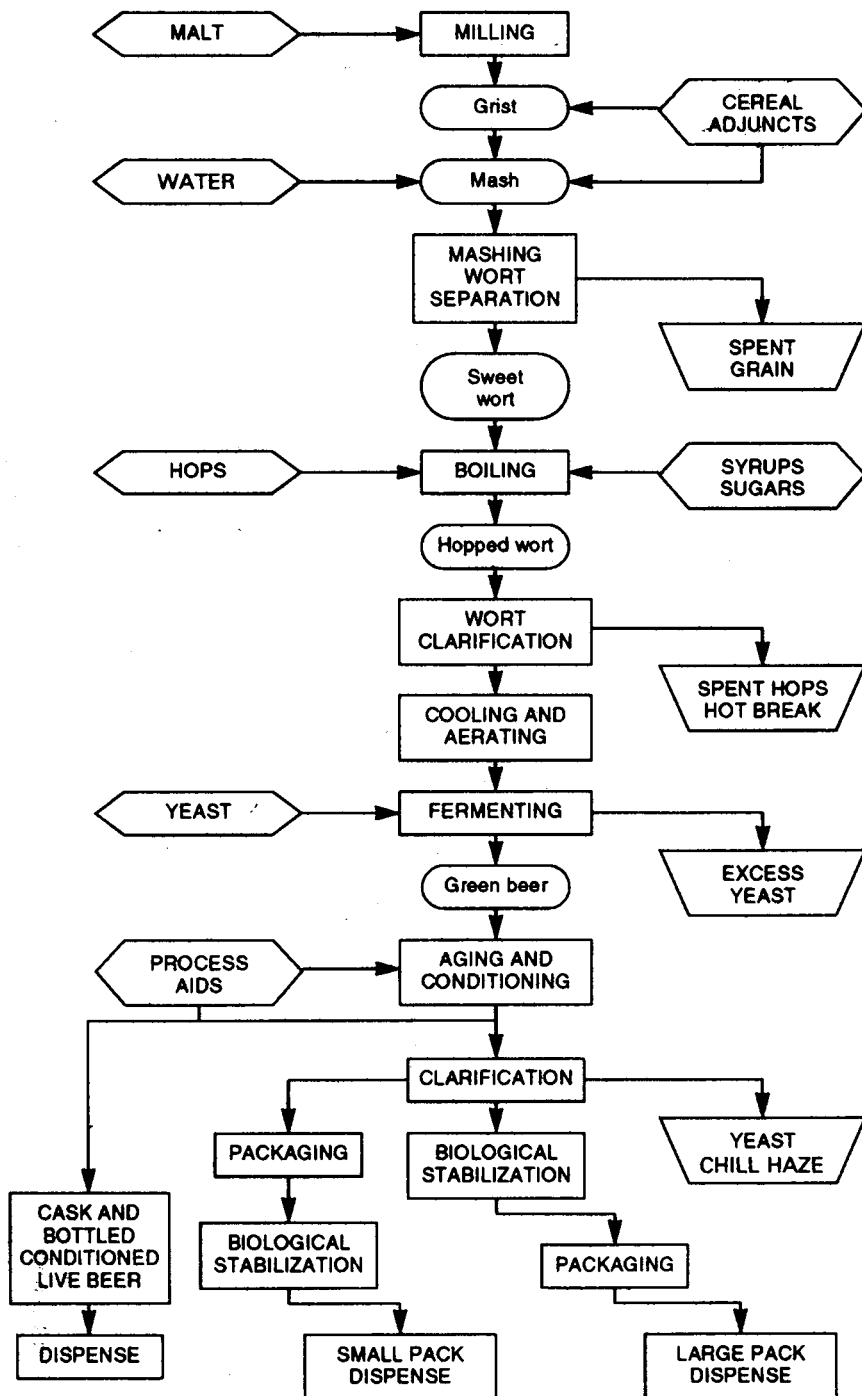 MALT
MILLING
Grist
CEREAL
ADJUNCTS
WATER
Mash
MASHING
WORT
SEPARATION
SPENT
GRAIN
Sweet
wort
HOPS
BOILING
SYRUPS
SUGARS
Hopped wort
WORT
CLARIFICATION
SPENT HOPS
HOT BREAK
COOLING AND
AERATING
YEAST
FERMENTING
EXCESS
YEAST
Green beer
PROCESS
AIDS
AGING AND
CONDITIONING
CLARIFICATION
PACKAGING
BIOLOGICAL
STABILIZATION
YEAST
CHILL HAZE
CASK AND
BOTTLED
CONDITIONED
LIVE BEER
BIOLOGICAL
STABILIZATION
PACKAGING
DISPENSE
SMALL PACK
DISPENSE
LARGE PACK
DISPENSE